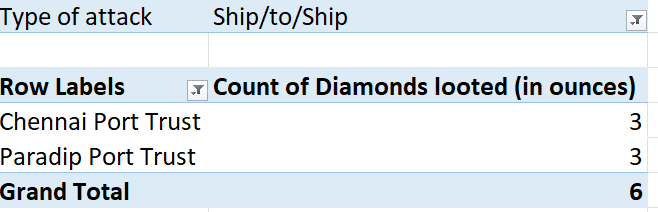 Type of attack Ship/to/Ship
Row Labels Count of Diamonds looted (in ounces)
Chennai Port Trust 3
Paradip Port Trust 3
Grand Total 6